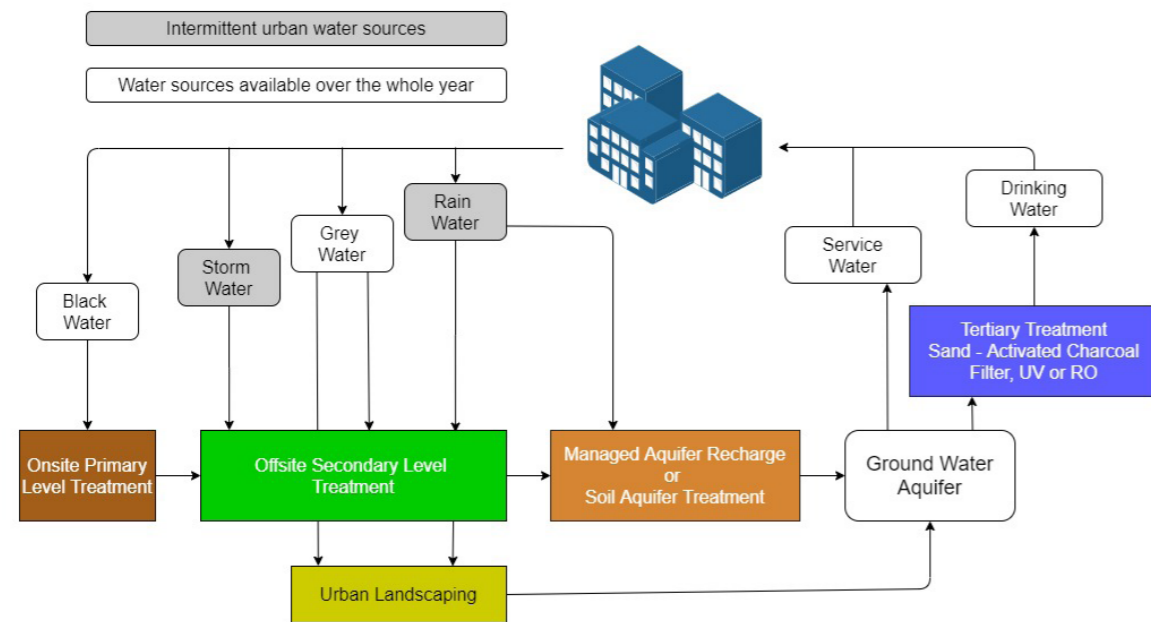 Intermittent urban water sources
Water sources available over the whole year
Black
Water
Storm
Water
Grey
Water
Rain
Water
Service
Water
Drinking
Water
Tertiary Treatment
Sand - Activated Charcoal
Filter, UV or RO
Onsite Primary
Level Treatment
Offsite Secondary Level
Treatment
Managed Aquifer Recharge
or
Soil Aquifer Treatment
Ground Water
Aquifer
Urban Landscaping